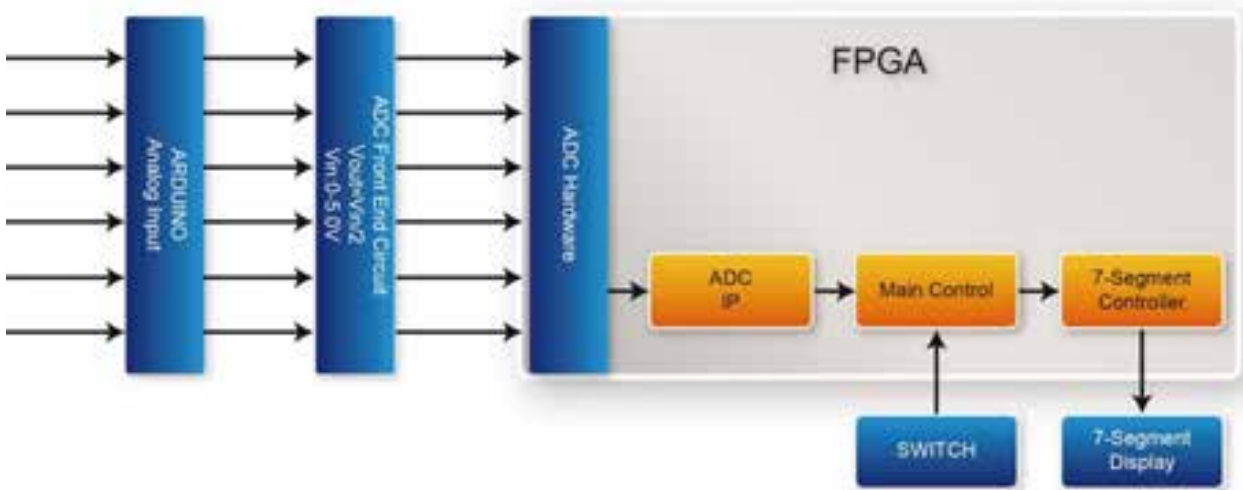 FPGA
ARDUINO
Analog Input
ADC Front End Circuit
Vout=Vin/2
Vin:0~5.0V
ADC Hardware
ADC
IP
Main Control
7-Segment
Controller
SWITCH
7-Segment
Display